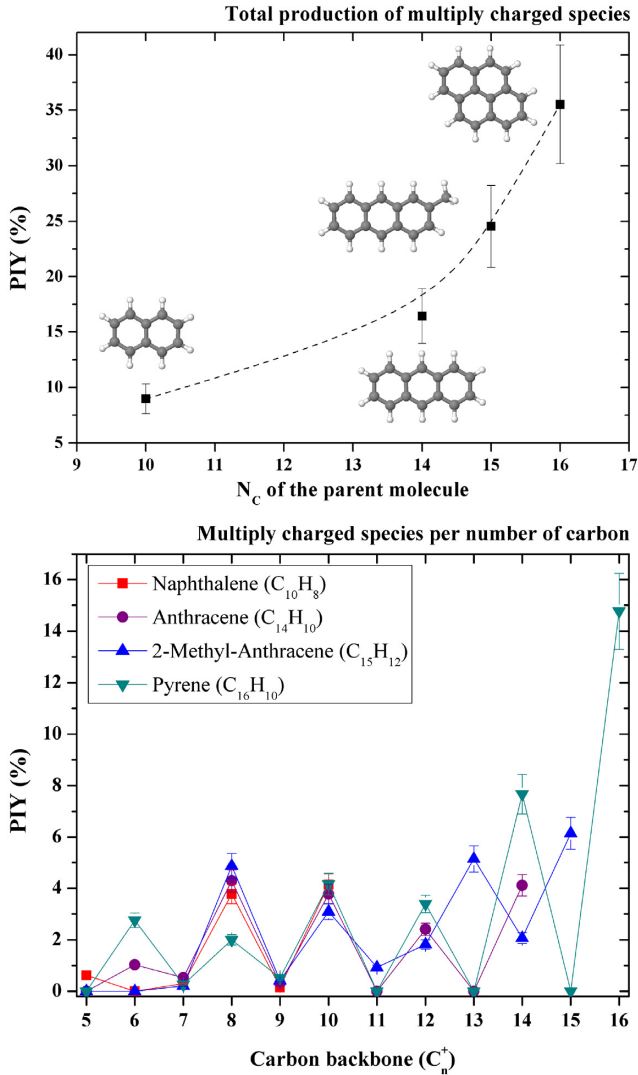 Total production of multiply charged species
40
35
30
25
20
15
10
5
PIY (%)
9 10 11 12 13 14 15 16 17
N_C of the parent molecule
Multiply charged species per number of carbon
Naphthalene (C₁₀H₈)
Anthracene (C₁₄H₁₀)
2-Methyl-Anthracene (C₁₅H₁₂)
Pyrene (C₁₆H₁₀)
16
14
12
10
8
6
4
2
0
PIY (%)
5 6 7 8 9 10 11 12 13 14 15 16
Carbon backbone (Cₙ⁺)